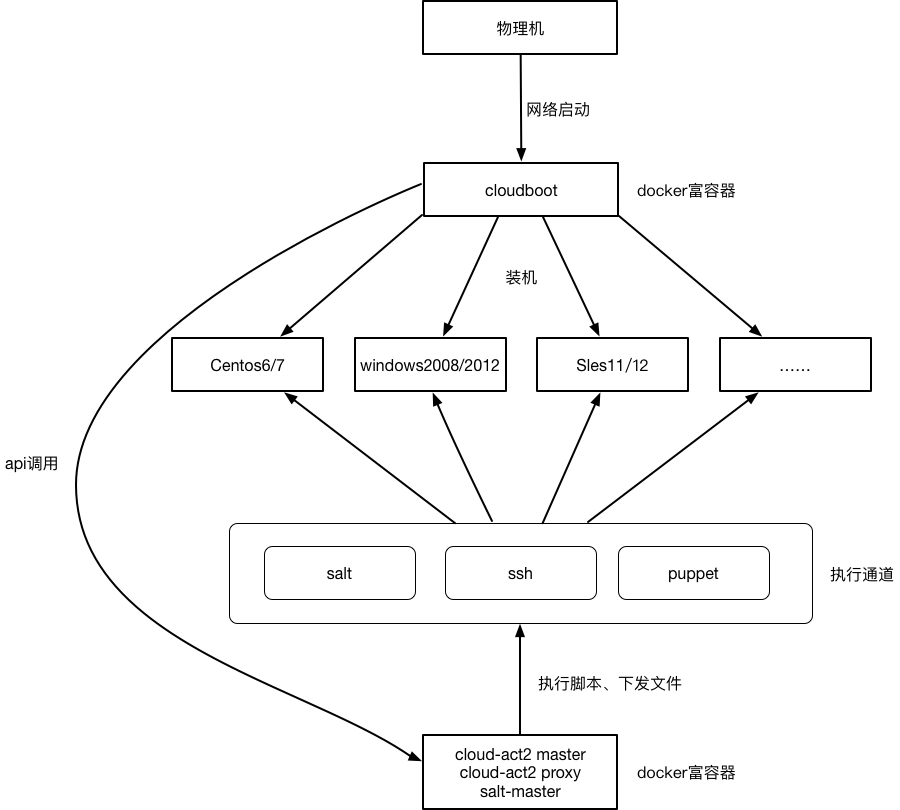 物理机
网络启动
cloudboot
docker富容器
装机
Centos6/7
windows2008/2012
Sles11/12
……
api调用
salt
ssh
puppet
执行通道
执行脚本、下发文件
cloud-act2 master
cloud-act2 proxy
salt-master
docker富容器